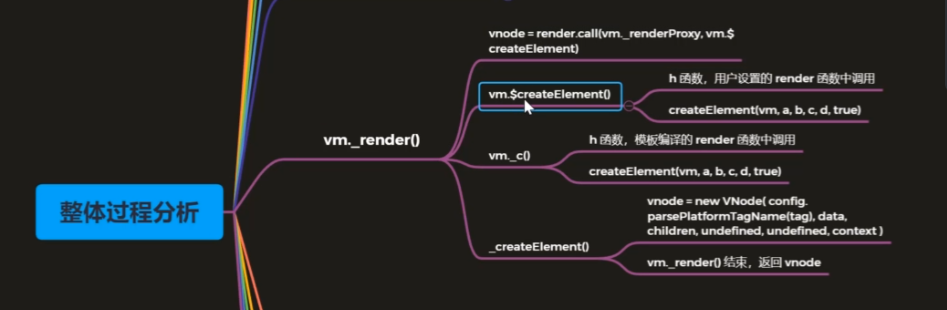 vnode = render.call(vm._renderProxy, vm.$
createElement)
vm.$createElement()
h 函数，用户设置的 render 函数中调用
createElement(vm, a, b, c, d, true)
vm._render()
vm._c()
h 函数，模板编译的 render 函数中调用
createElement(vm, a, b, c, d, true)
整体过程分析
_createElement()
vnode = new VNode( config.
parsePlatformTagName(tag), data,
children, undefined, undefined, context )
vm._render() 结束，返回 vnode